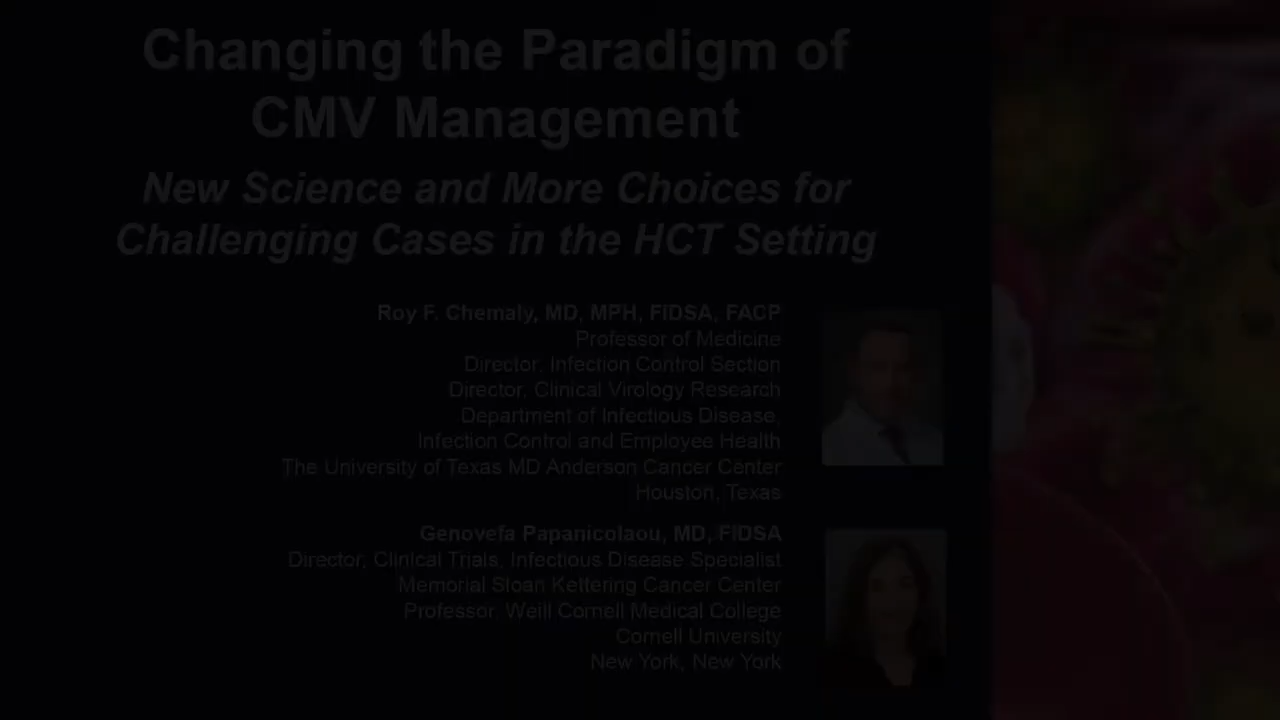 Changing the Paradigm of
CMV Management
New Science and More Choices for
Challenging Cases in the HCT Setting
Roy F. Chemaly, MD, MPH, FIDSA, FACP
Professor of Medicine
Director, Infection Control Section
Director, Clinical Virology Research
Department of Infectious Disease,
Infection Control and Employee Health
The University of Texas MD Anderson Cancer Center
Houston, Texas
Genovefa Papanicolaou, MD, FIDSA
Director, Clinical Trials, Infectious Disease Specialist
Memorial Sloan Kettering Cancer Center
Professor, Weill Cornell Medical College
Cornell University
New York, New York